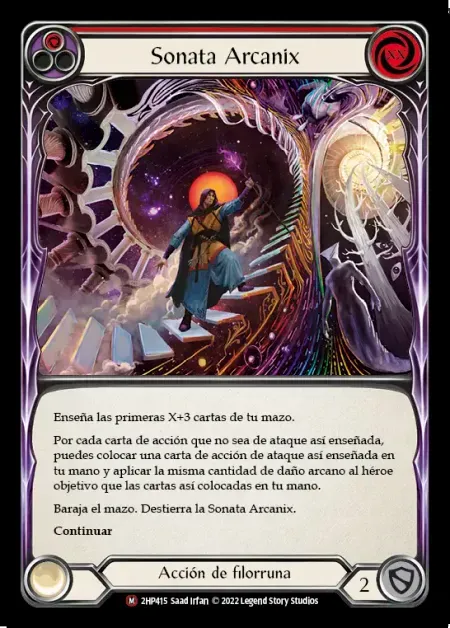 Sonata Arcanix
XX
Enseña las primeras X+3 cartas de tu mazo.
Por cada carta de acción que no sea de ataque así enseñada,
puedes colocar una carta de acción de ataque así enseñada en
tu mano y aplicar la misma cantidad de daño arcano al héroe
objetivo que las cartas así colocadas en tu mano.
Baraja el mazo. Destierra la Sonata Arcanix.
Continuar
Acción de filorruna
2
M 2HP415 Saad Irfan © 2022 Legend Story Studios